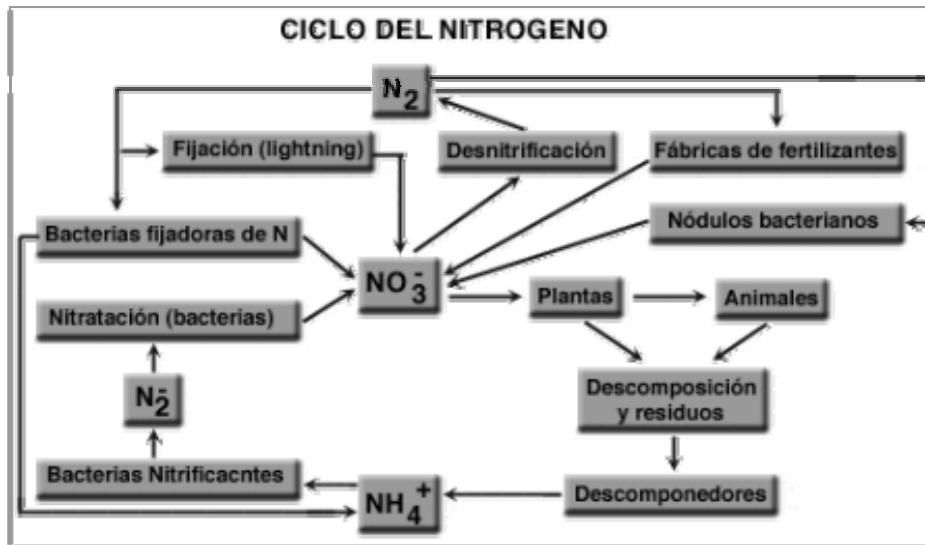 CICLO DEL NITROGENO
N2
Fijación (lightning)
Desnitrificación
Fábricas de fertilizantes
Nódulos bacterianos
Bacterias fijadoras de N
NO3-
Plantas
Animales
Nitratación (bacterias)
N2-
Descomposición
y residuos
Bacterias Nitrificacntes
NH4+
Descomponedores